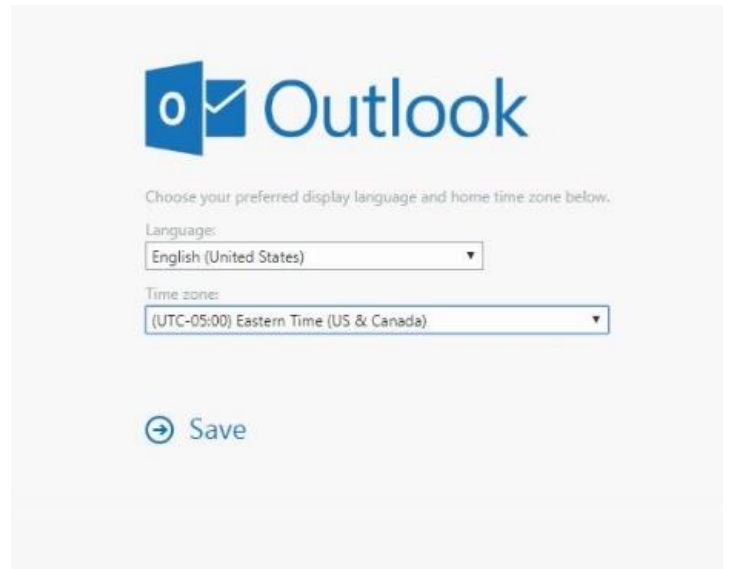 O Outlook
Choose your preferred display language and home time zone below.
Language:
English (United States)
Time zone:
(UTC-05:00) Eastern Time (US & Canada)
Save